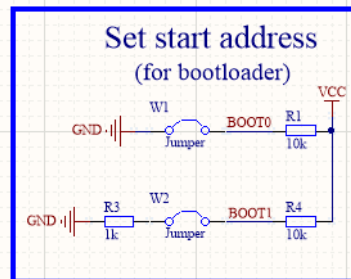 Set start address
(for bootloader)
VCC
W1
BOOT0
R1
GND
Jumper
10k
R3
W2
BOOT1
R4
GND
1k
Jumper
10k